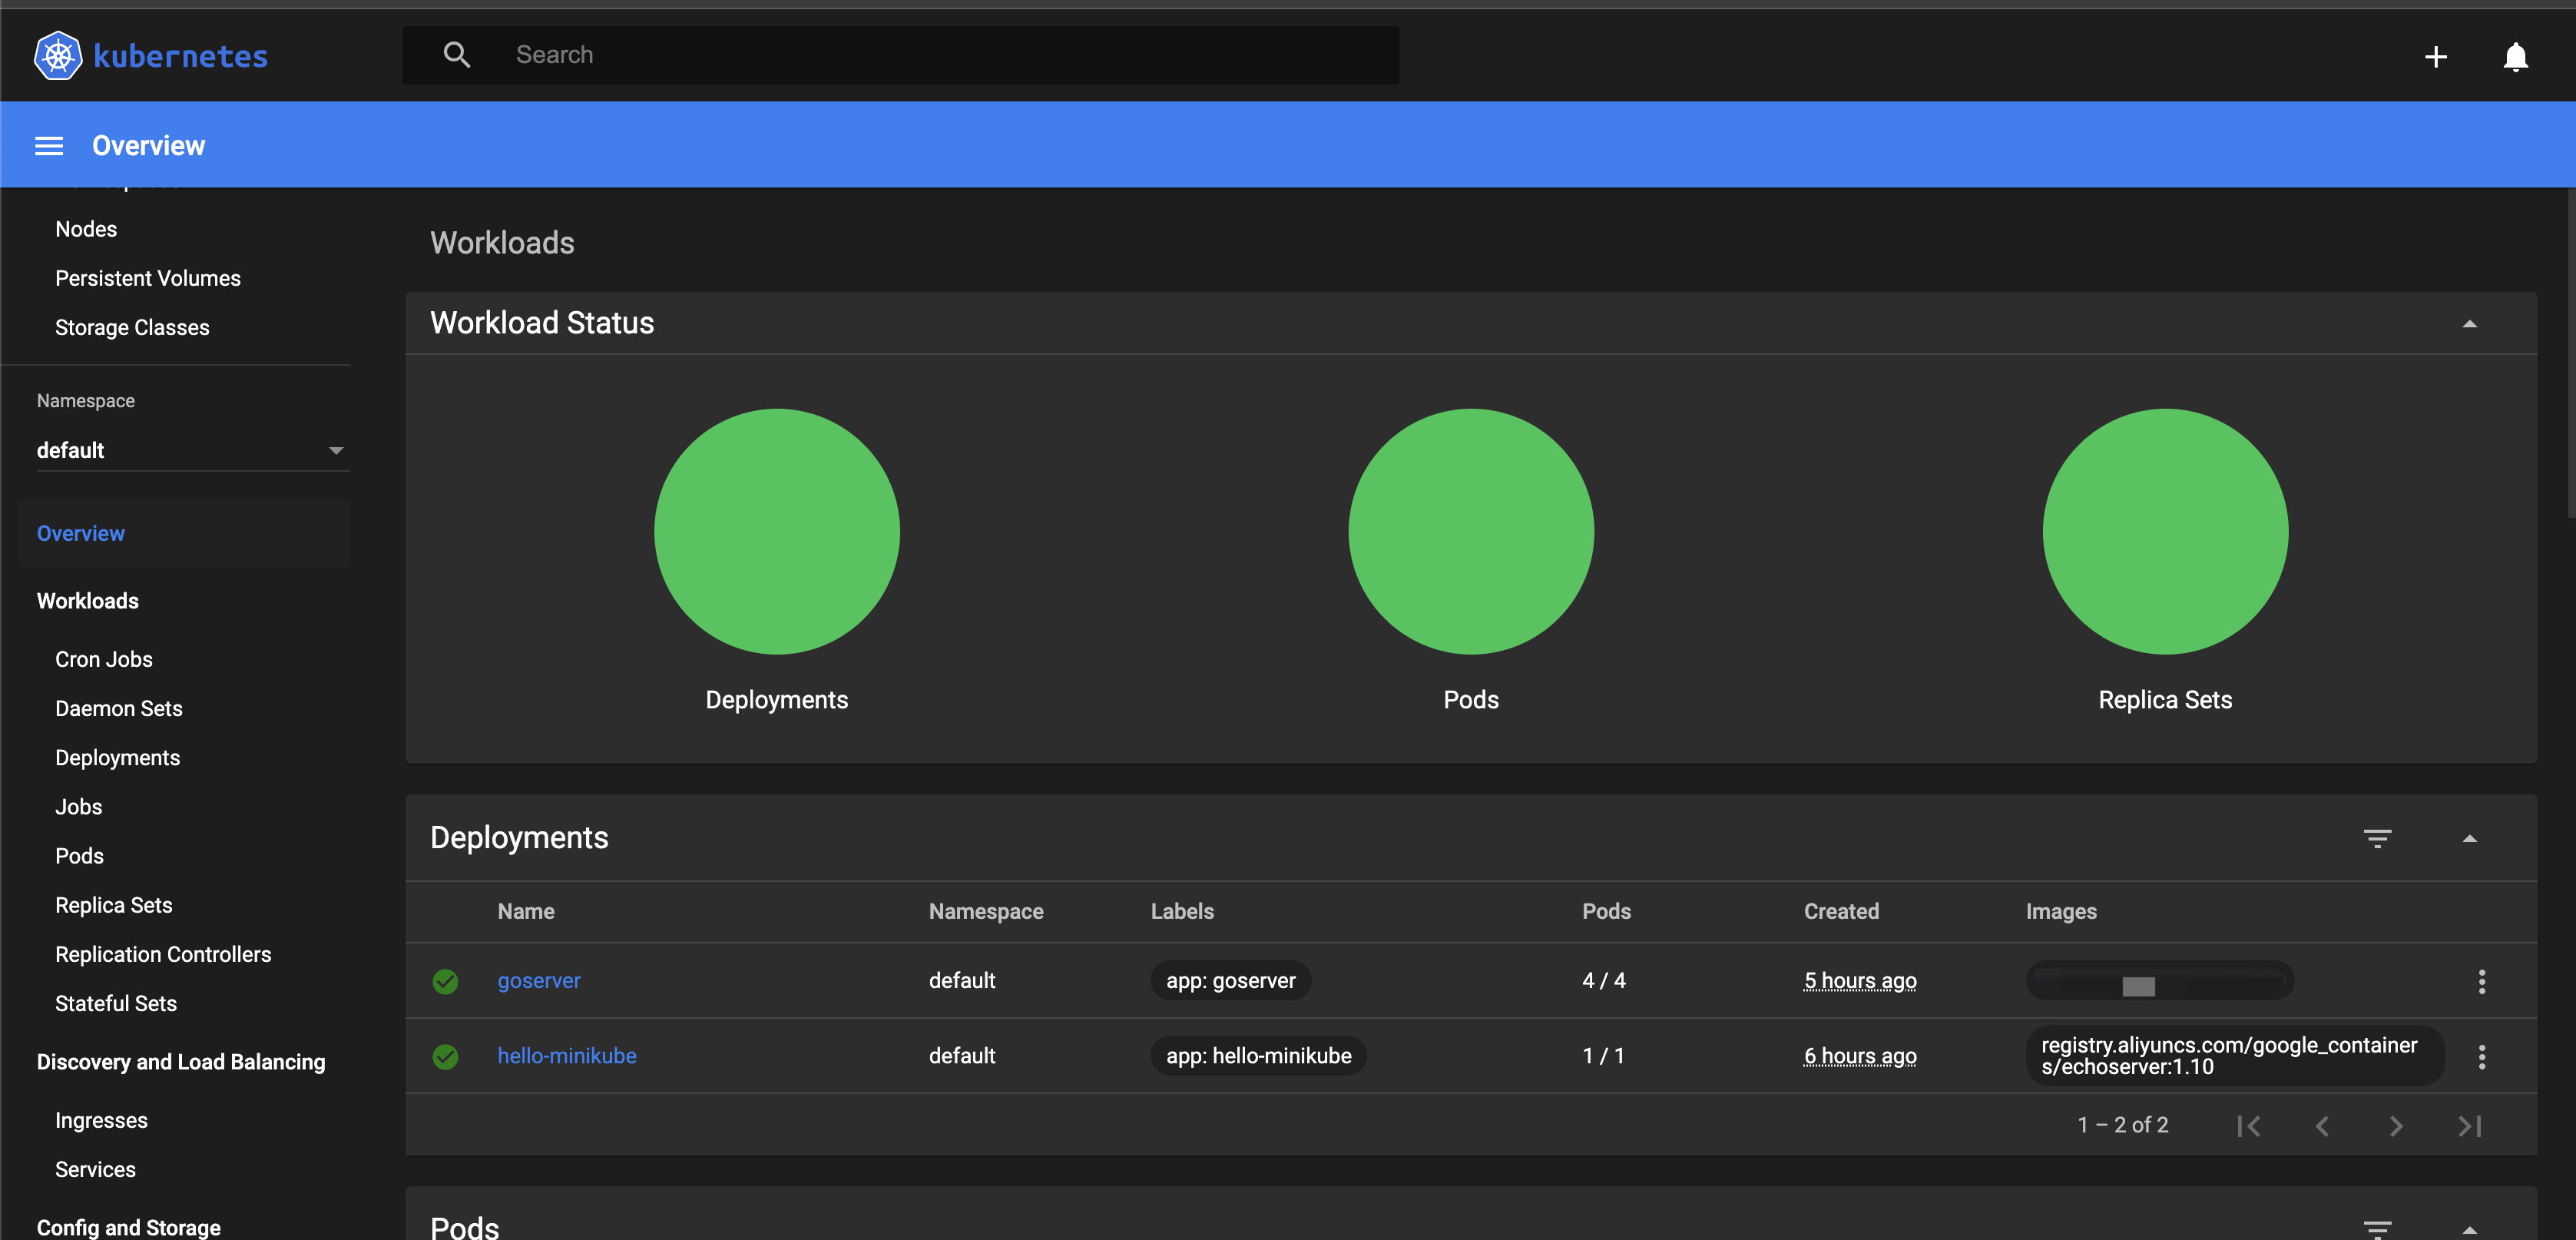 kubernetes
Search
Overview
Nodes
Persistent Volumes
Storage Classes
Namespace
default
Overview
Workloads
Cron Jobs
Daemon Sets
Deployments
Jobs
Pods
Replica Sets
Replication Controllers
Stateful Sets
Discovery and Load Balancing
Ingresses
Services
Config and Storage
Workloads
Workload Status
Deployments
Pods
Replica Sets
Deployments
Name Namespace Labels Pods Created Images
goserver default app: goserver 4 / 4 5 hours ago
hello-minikube default app: hello-minikube 1 / 1 6 hours ago registry.aliyuncs.com/google_container
s/echoserver:1.10
1 – 2 of 2
Pods